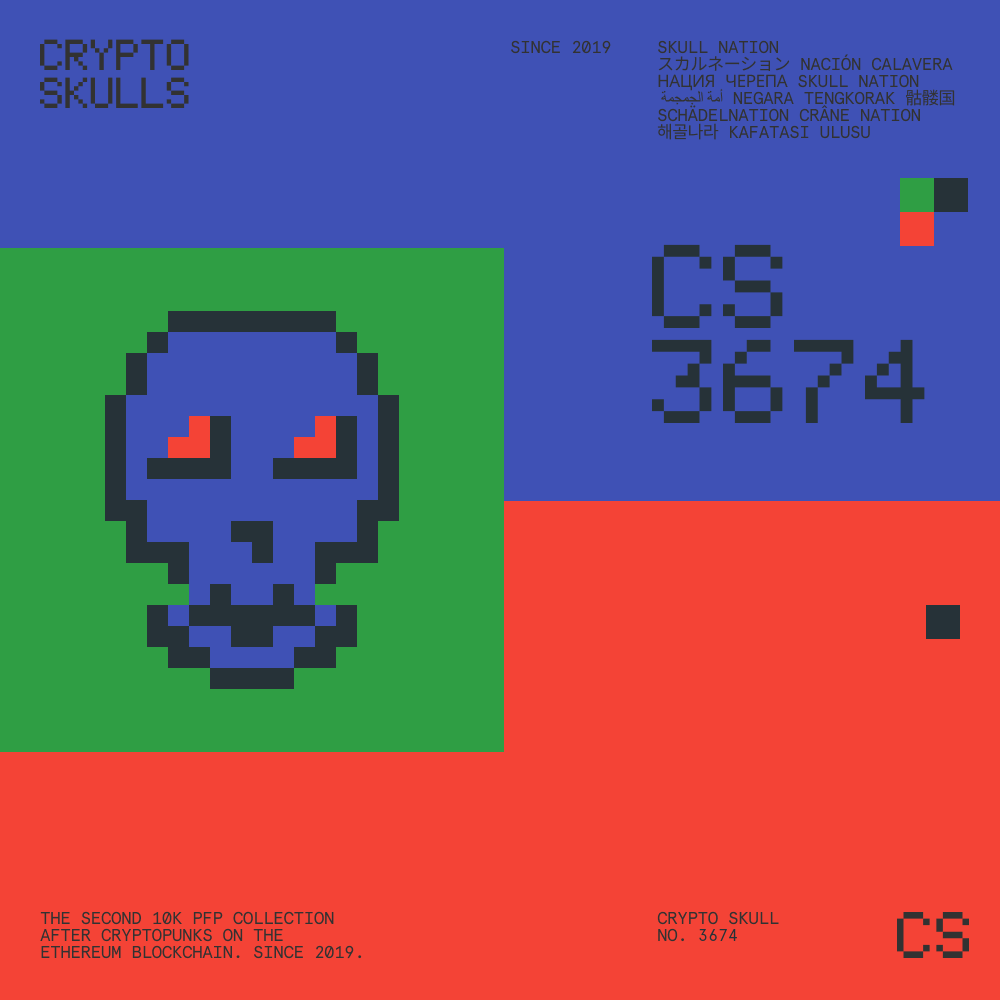 CRYPTO
SKULLS
SINCE 2019
SKULL NATION
スカルネーション NACIÓN CALAVERA
НАЦИЯ ЧЕРЕПА SKULL NATION
أمة الجمجمة NEGARA TENGKORAK 骷髅国
SCHÄDELNATION CRÂNE NATION
해골나라 KAFATASI ULUSU
CS
3674
THE SECOND 10K PFP COLLECTION
AFTER CRYPTOPUNKS ON THE
ETHEREUM BLOCKCHAIN. SINCE 2019.
CRYPTO SKULL
NO. 3674
CS